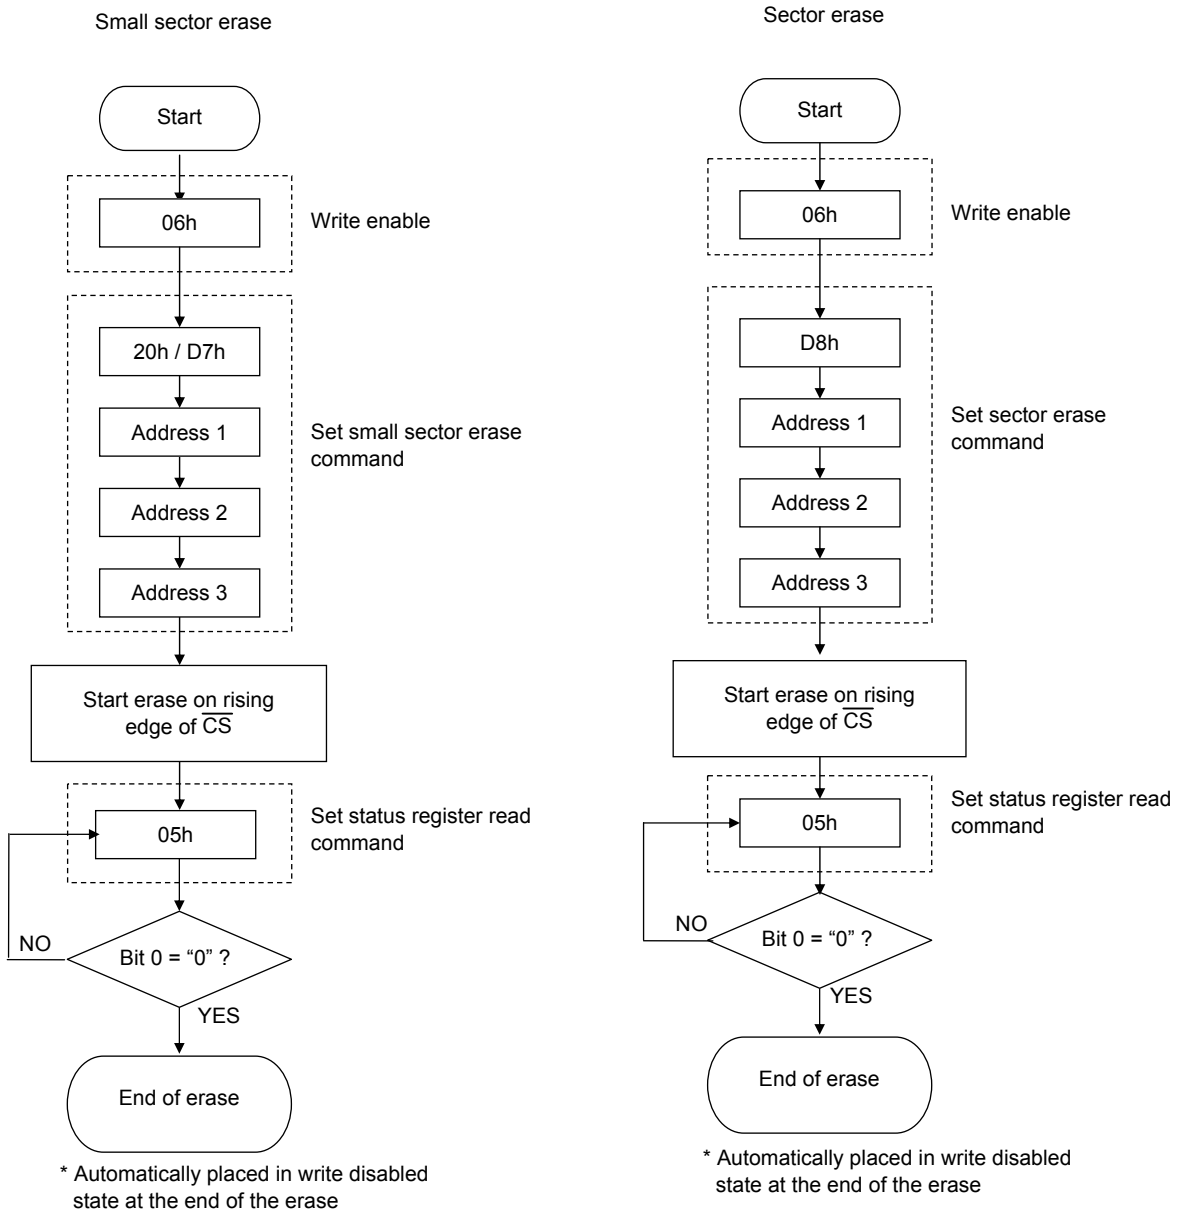 Small sector erase
Start
06h
Write enable
20h / D7h
Address 1
Address 2
Address 3
Set small sector erase
command
Start erase on rising
edge of C̅S̅
05h
Set status register read
command
Bit 0 = “0” ?
NO
YES
End of erase
* Automatically placed in write disabled
state at the end of the erase
Sector erase
Start
06h
Write enable
D8h
Address 1
Address 2
Address 3
Set sector erase
command
Start erase on rising
edge of C̅S̅
05h
Set status register read
command
Bit 0 = “0” ?
NO
YES
End of erase
* Automatically placed in write disabled
state at the end of the erase